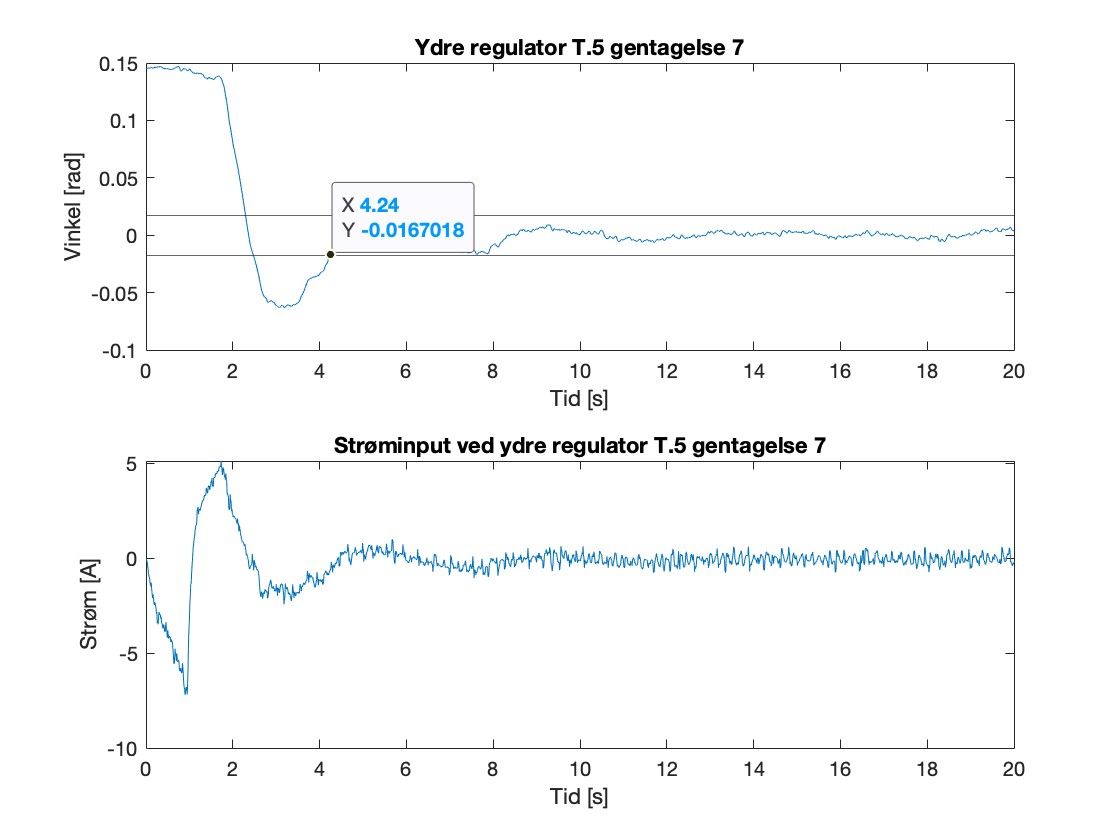 Ydre regulator T.5 gentagelse 7
0.15
0.1
0.05
0
-0.05
-0.1
Vinkel [rad]
X 4.24
Y -0.0167018
0 2 4 6 8 10 12 14 16 18 20
Tid [s]
Strøminput ved ydre regulator T.5 gentagelse 7
5
0
-5
-10
Strøm [A]
0 2 4 6 8 10 12 14 16 18 20
Tid [s]